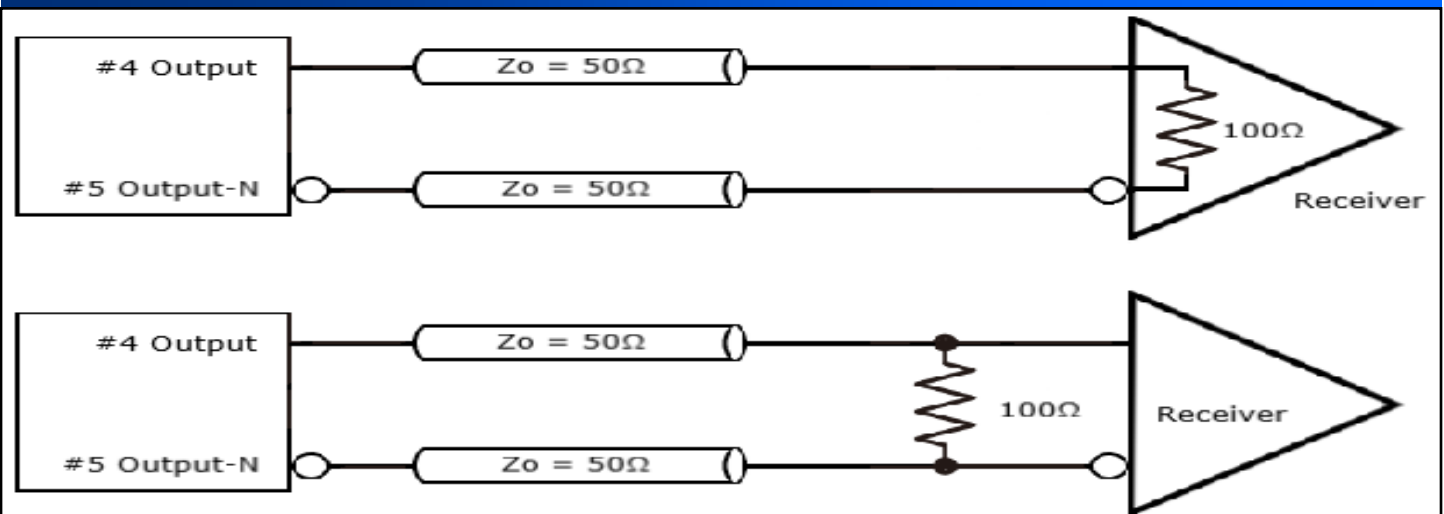 #4 Output
Zo = 50Ω
100Ω
#5 Output-N
Zo = 50Ω
Receiver
#4 Output
Zo = 50Ω
100Ω
Receiver
#5 Output-N
Zo = 50Ω